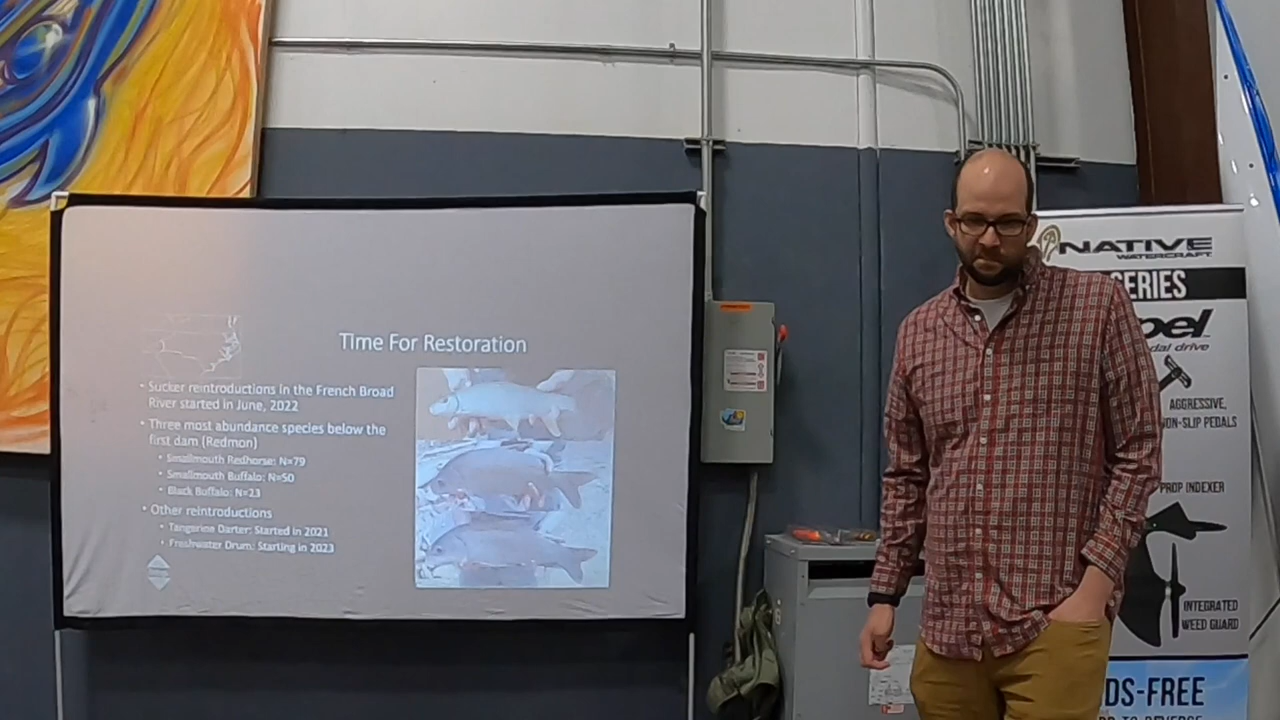 Time For Restoration
• Sucker reintroductions in the French Broad
River started in June, 2022
• Three most abundance species below the
first dam (Redmon)
• Smallmouth Redhorse: N=79
• Smallmouth Buffalo: N=50
• Black Buffalo: N=23
• Other reintroductions
• Tangerine Darter: Started in 2021
• Freshwater Drum: Starting in 2023
NATIVE
WATERCRAFT
SERIES
pel
dal drive
AGGRESSIVE,
NON-SLIP PEDALS
PROP INDEXER
INTEGRATED
WEED GUARD
DS-FREE